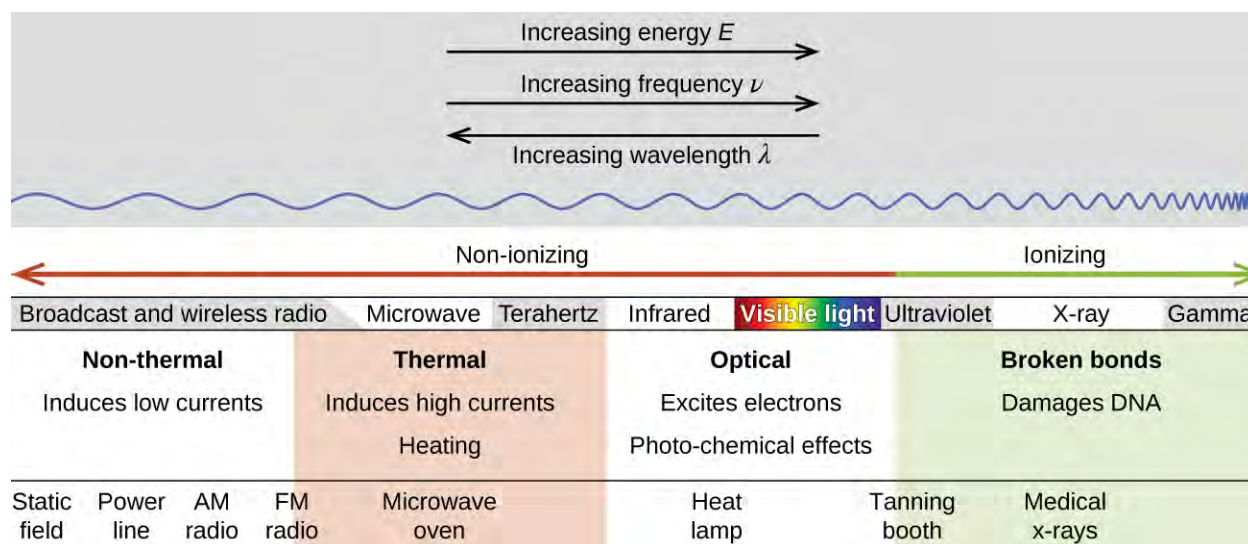 Increasing energy E
Increasing frequency ν
Increasing wavelength λ
Non-ionizing
Ionizing
Broadcast and wireless radio
Microwave
Terahertz
Infrared
Visible light
Ultraviolet
X-ray
Gamma
Non-thermal
Induces low currents
Thermal
Induces high currents
Heating
Optical
Excites electrons
Photo-chemical effects
Broken bonds
Damages DNA
Static
field
Power
line
AM
radio
FM
radio
Microwave
oven
Heat
lamp
Tanning
booth
Medical
x-rays